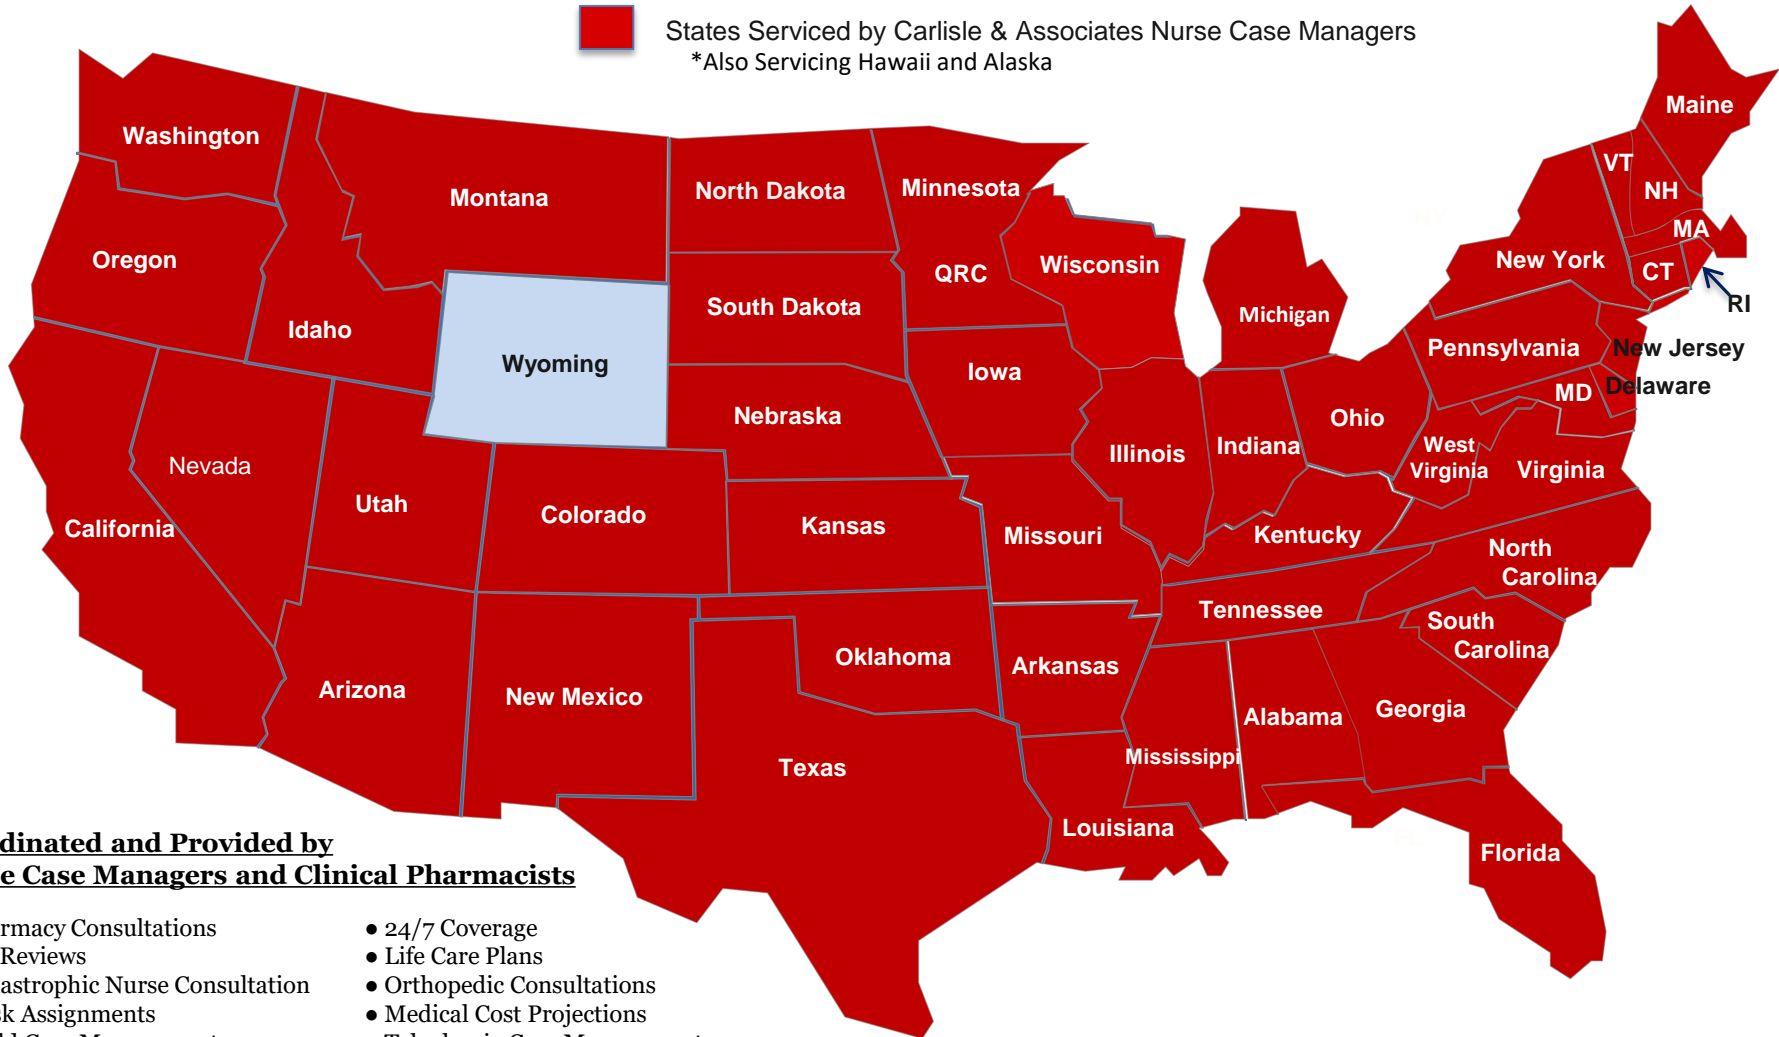 States Serviced by Carlisle & Associates Nurse Case Managers
*Also Servicing Hawaii and Alaska
Maine
Washington
VT
Montana
North Dakota
Minnesota
NH
MA
Oregon
QRC
Wisconsin
New York
CT
RI
Idaho
South Dakota
Michigan
Wyoming
Iowa
Pennsylvania
New Jersey
Delaware
MD
Nebraska
Ohio
Nevada
Illinois
Indiana
West
Virginia
Virginia
Utah
Colorado
Kansas
Missouri
Kentucky
California
North
Carolina
Tennessee
South
Carolina
Oklahoma
Arkansas
Arizona
New Mexico
Texas
Mississippi
Alabama
Georgia
Louisiana
Florida
dinated and Provided by
e Case Managers and Clinical Pharmacists
rmacy Consultations
Reviews
astrophic Nurse Consultation
sk Assignments
● 24/7 Coverage
● Life Care Plans
● Orthopedic Consultations
● Medical Cost Projections